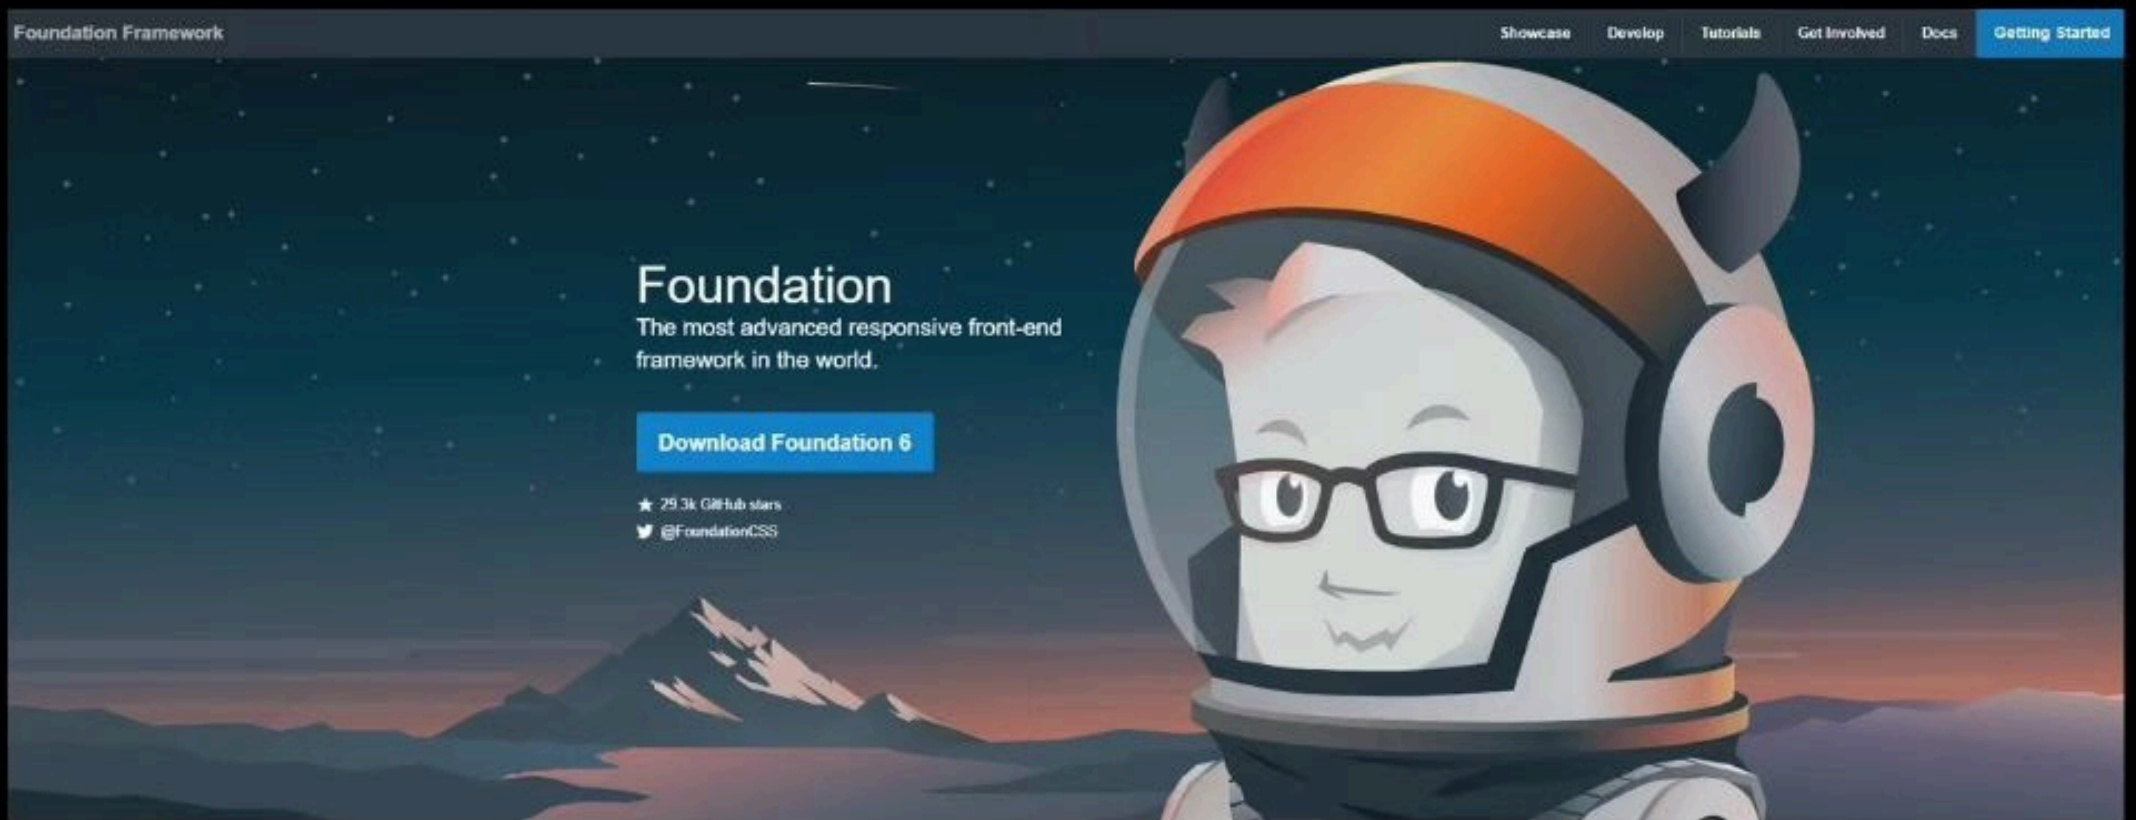 Foundation Framework
Showcase
Develop
Tutorials
Get Involved
Docs
Getting Started
Foundation
The most advanced responsive front-end
framework in the world.
Download Foundation 6
29.3k GitHub stars
@FoundationCSS